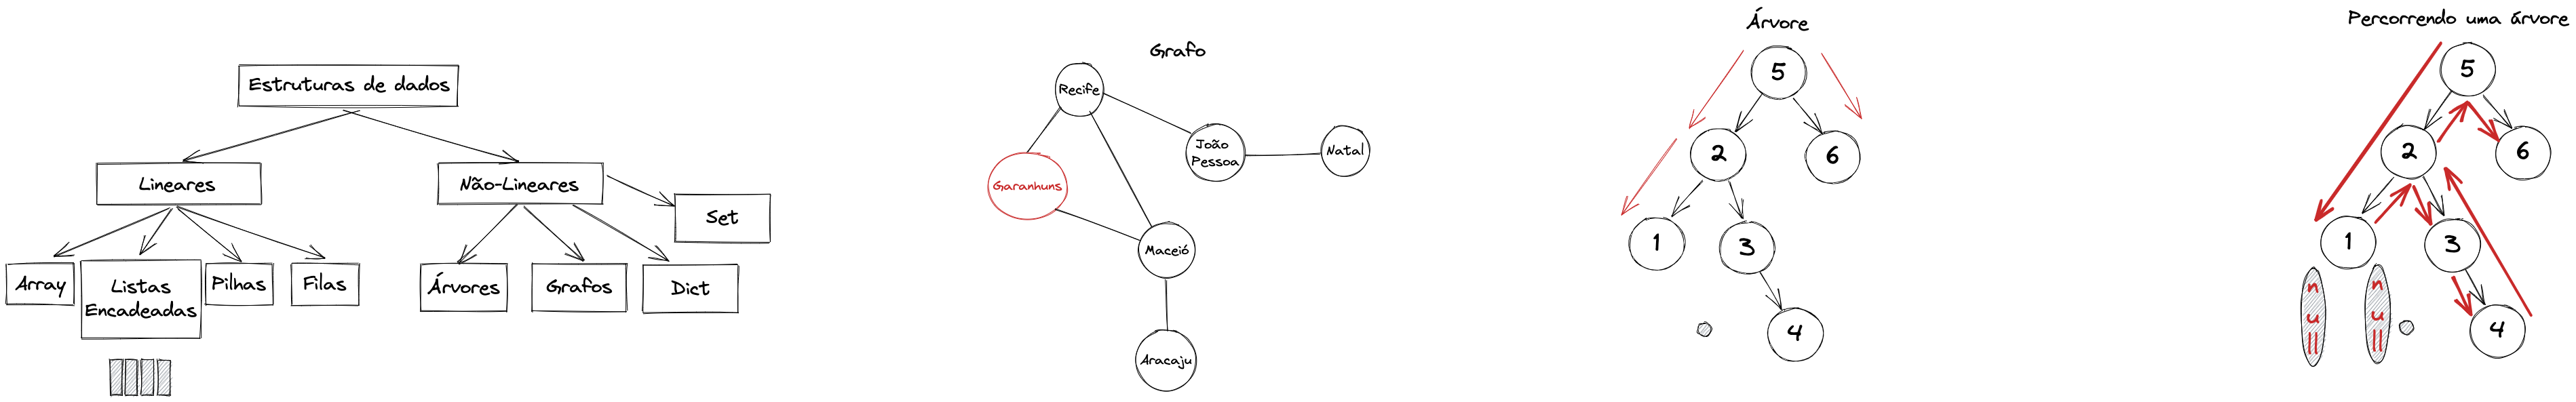 Estruturas de dados
Lineares
Não-Lineares
Set
Array
Listas
Encadeadas
Pilhas
Filas
Árvores
Grafos
Dict
Grafo
Recife
João
Pessoa
Natal
Garanhuns
Maceió
Aracaju
Árvore
5
2
6
1
3
4
Percorrendo uma árvore
5
2
6
1
3
null
null
4